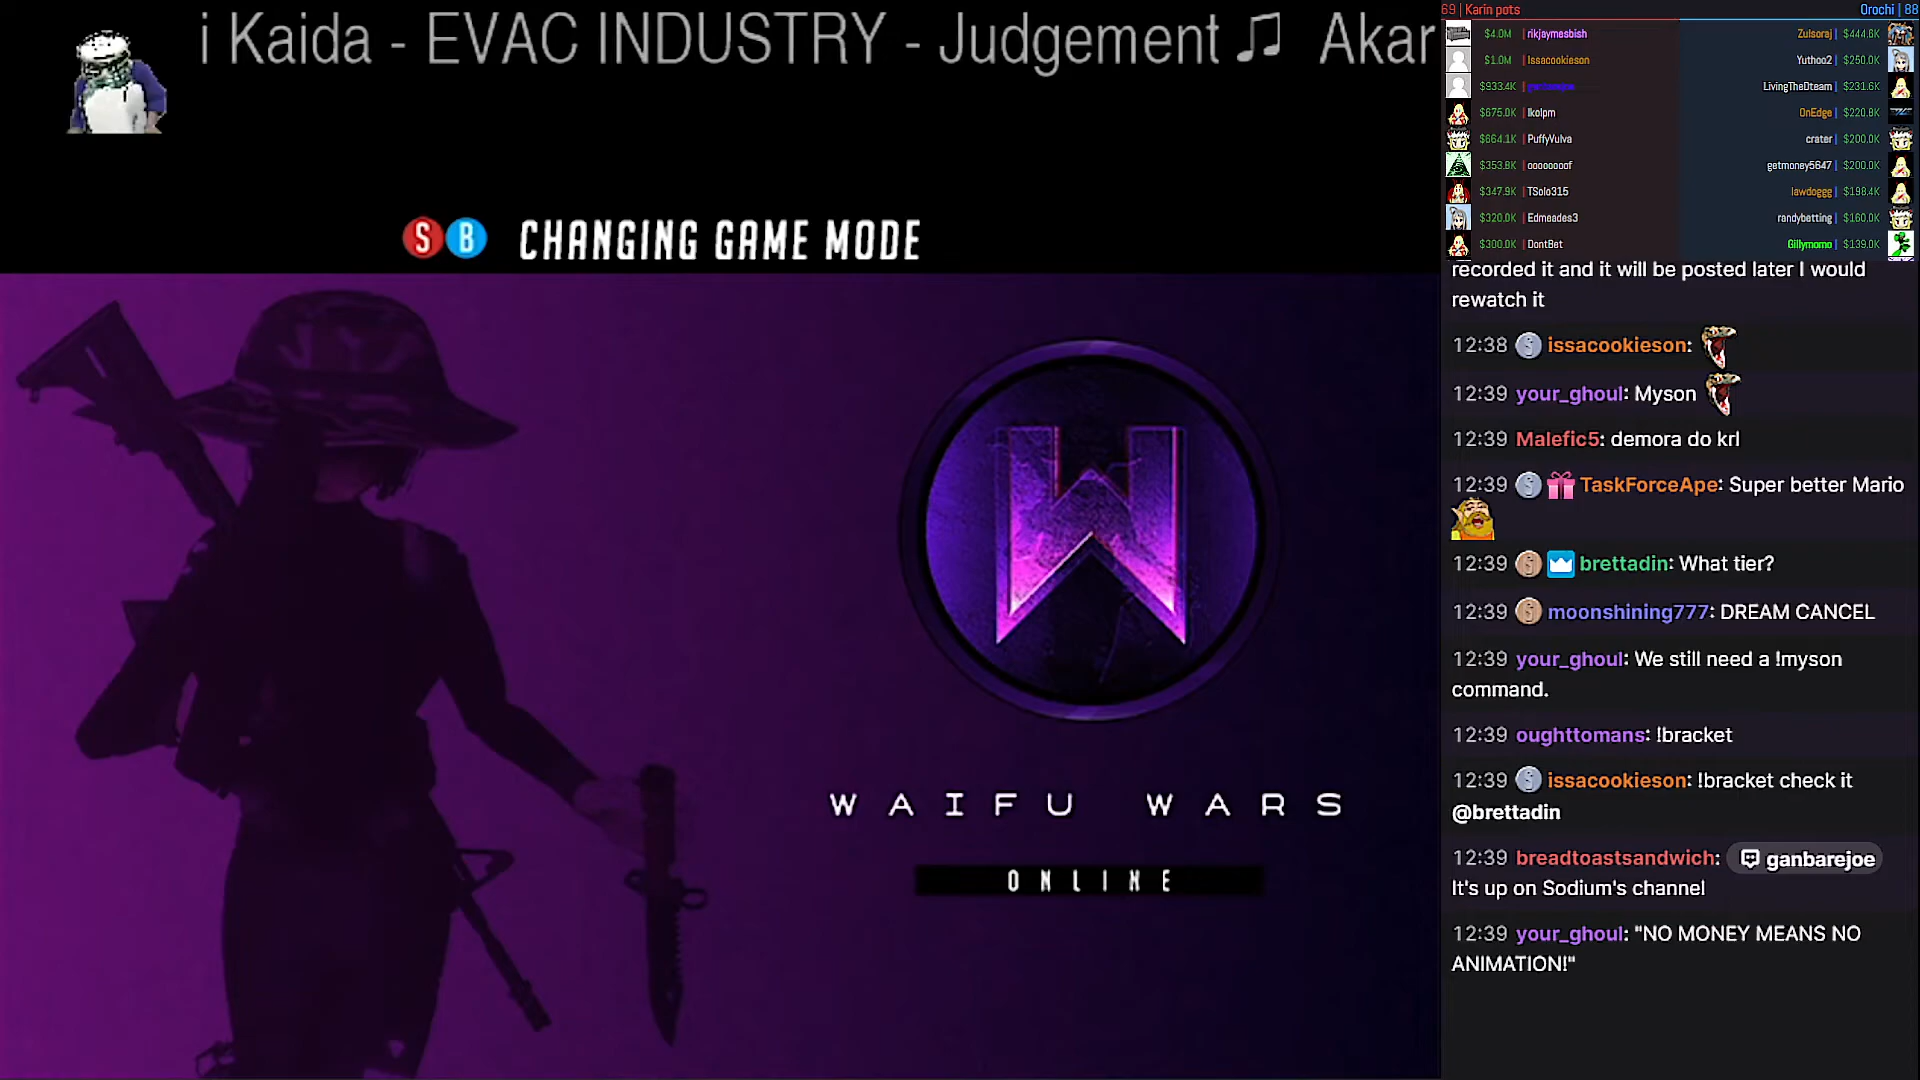 i Kaida - EVAC INDUSTRY - Judgement ♫ Akar
S B CHANGING GAME MODE
W
WAIFU WARS
ONLINE
69 | Karin pots
Orochi | 88
$4.0M | rikjaymesbish
Zulsoraj | $444.6K
$1.0M | Issacookieson
Yuthoo2 | $250.0K
$933.4K |
LivingTheDteam | $231.6K
$675.0K | lkolpm
OnEdge | $220.8K
$664.1K | PuffyVulva
crater | $200.0K
$353.8K | oooooooof
getmoney5647 | $200.0K
$347.9K | TSolo315
lawdoggg | $198.4K
$320.0K | Edmeades3
randybetting | $160.0K
$300.0K | DontBet
Gillymomo | $139.0K
recorded it and it will be posted later I would
rewatch it
12:38 issacookieson:
12:39 your_ghoul: Myson
12:39 Malefic5: demora do krl
12:39 TaskForceApe: Super better Mario
12:39 brettadin: What tier?
12:39 moonshining777: DREAM CANCEL
12:39 your_ghoul: We still need a !myson
command.
12:39 oughttomans: !bracket
12:39 issacookieson: !bracket check it
@brettadin
12:39 breadtoastsandwich: ganbarejoe
It's up on Sodium's channel
12:39 your_ghoul: "NO MONEY MEANS NO
ANIMATION!"